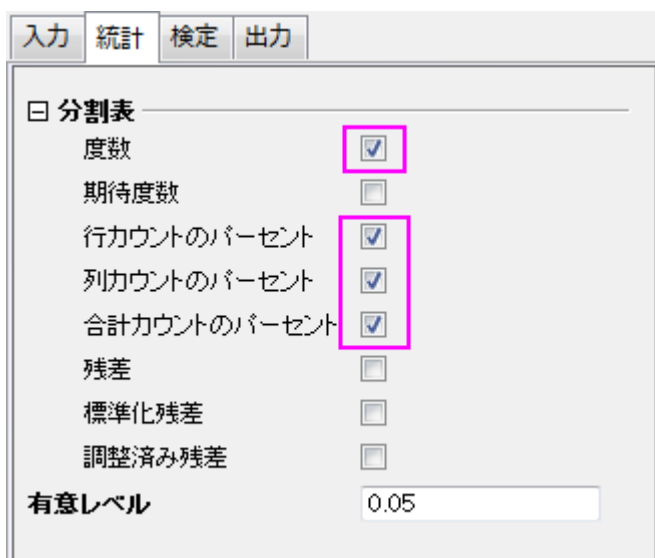 入力 統計 検定 出力
分割表
度数
期待度数
行カウントのパーセント
列カウントのパーセント
合計カウントのパーセント
残差
標準化残差
調整済み残差
有意レベル 0.05